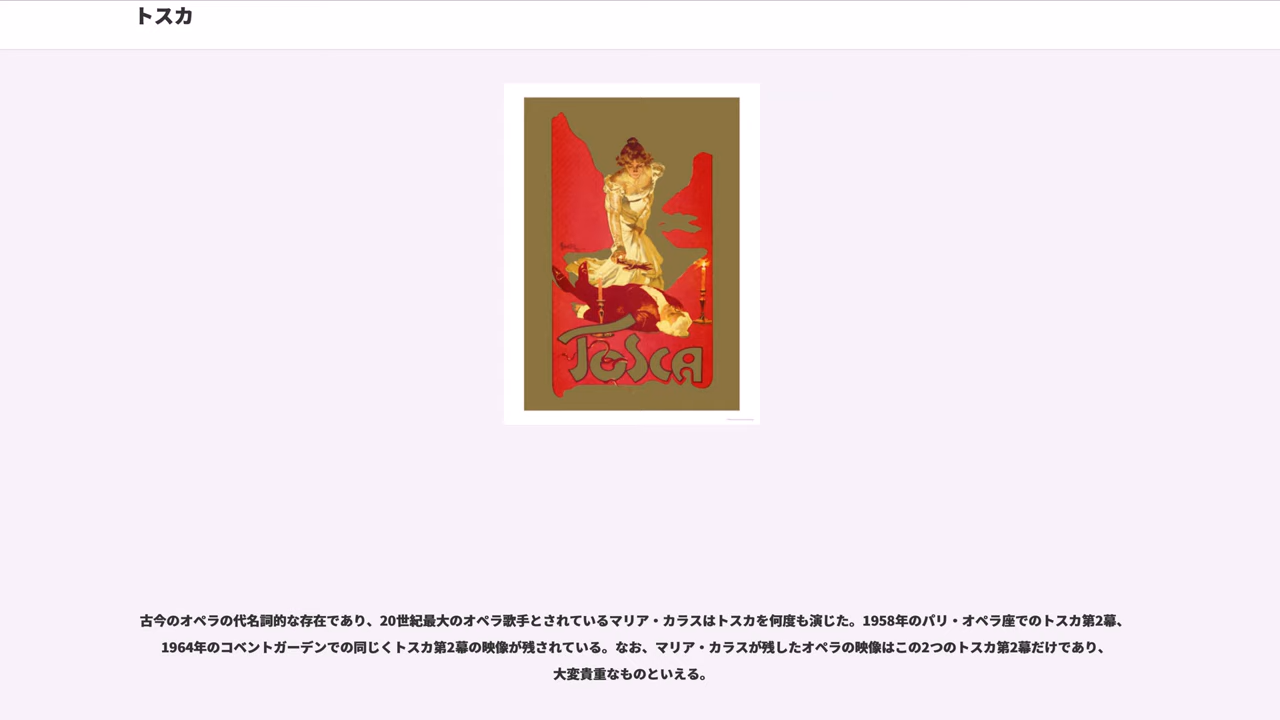 トスカ
Tosca
古今のオペラの代名詞的な存在であり、20世紀最大のオペラ歌手とされているマリア・カラスはトスカを何度も演じた。1958年のパリ・オペラ座でのトスカ第2幕、
1964年のコベントガーデンでの同じくトスカ第2幕の映像が残されている。なお、マリア・カラスが残したオペラの映像はこの2つのトスカ第2幕だけであり、
大変貴重なものといえる。